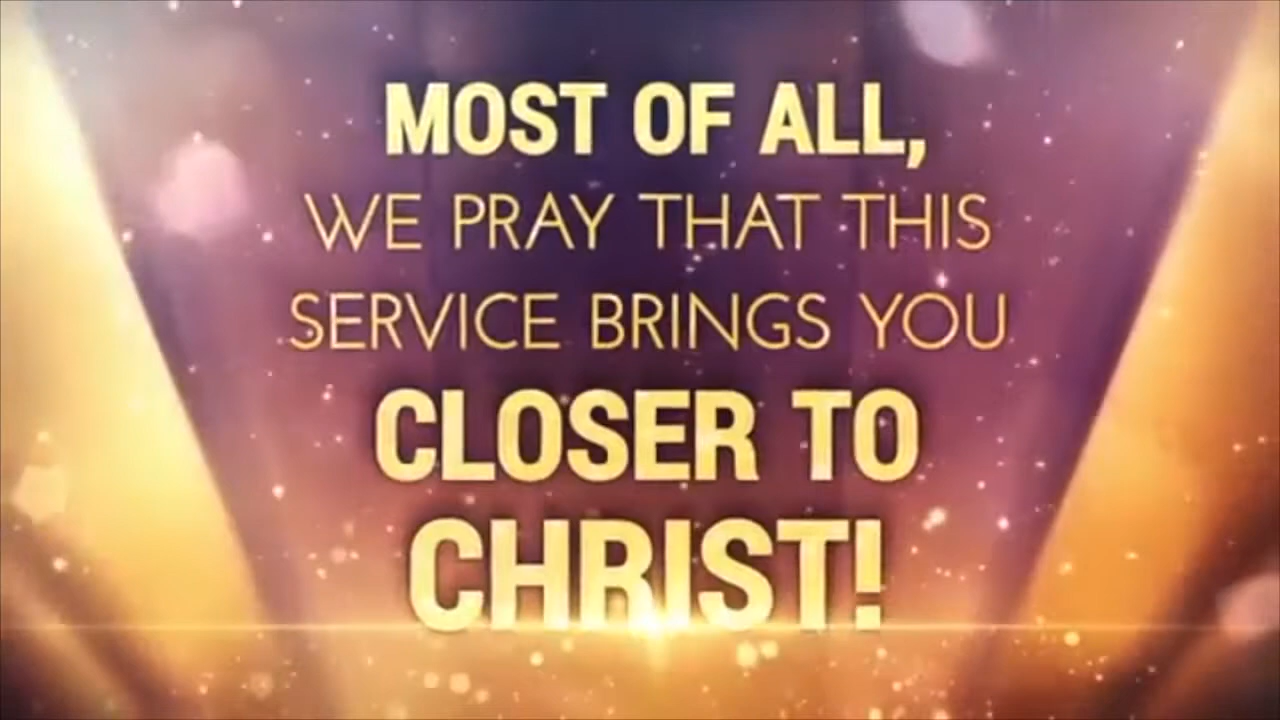 MOST OF ALL,
WE PRAY THAT THIS
SERVICE BRINGS YOU
CLOSER TO
CHRIST!